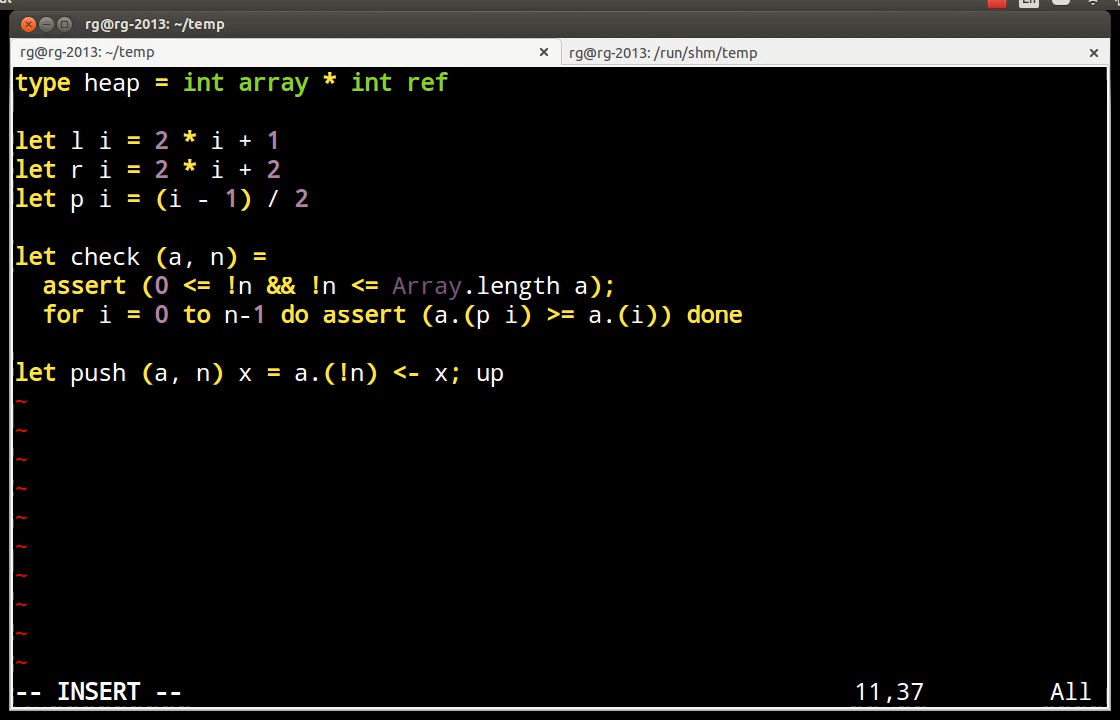 En
rg@rg-2013: ~/temp
rg@rg-2013: ~/temp
rg@rg-2013: /run/shm/temp
type heap = int array * int ref
let l i = 2 * i + 1
let r i = 2 * i + 2
let p i = (i - 1) / 2
let check (a, n) =
  assert (0 <= !n && !n <= Array.length a);
  for i = 0 to n-1 do assert (a.(p i) >= a.(i)) done
let push (a, n) x = a.(!n) <- x; up
~
~
~
~
~
~
~
~
~
~
-- INSERT --
11,37
All